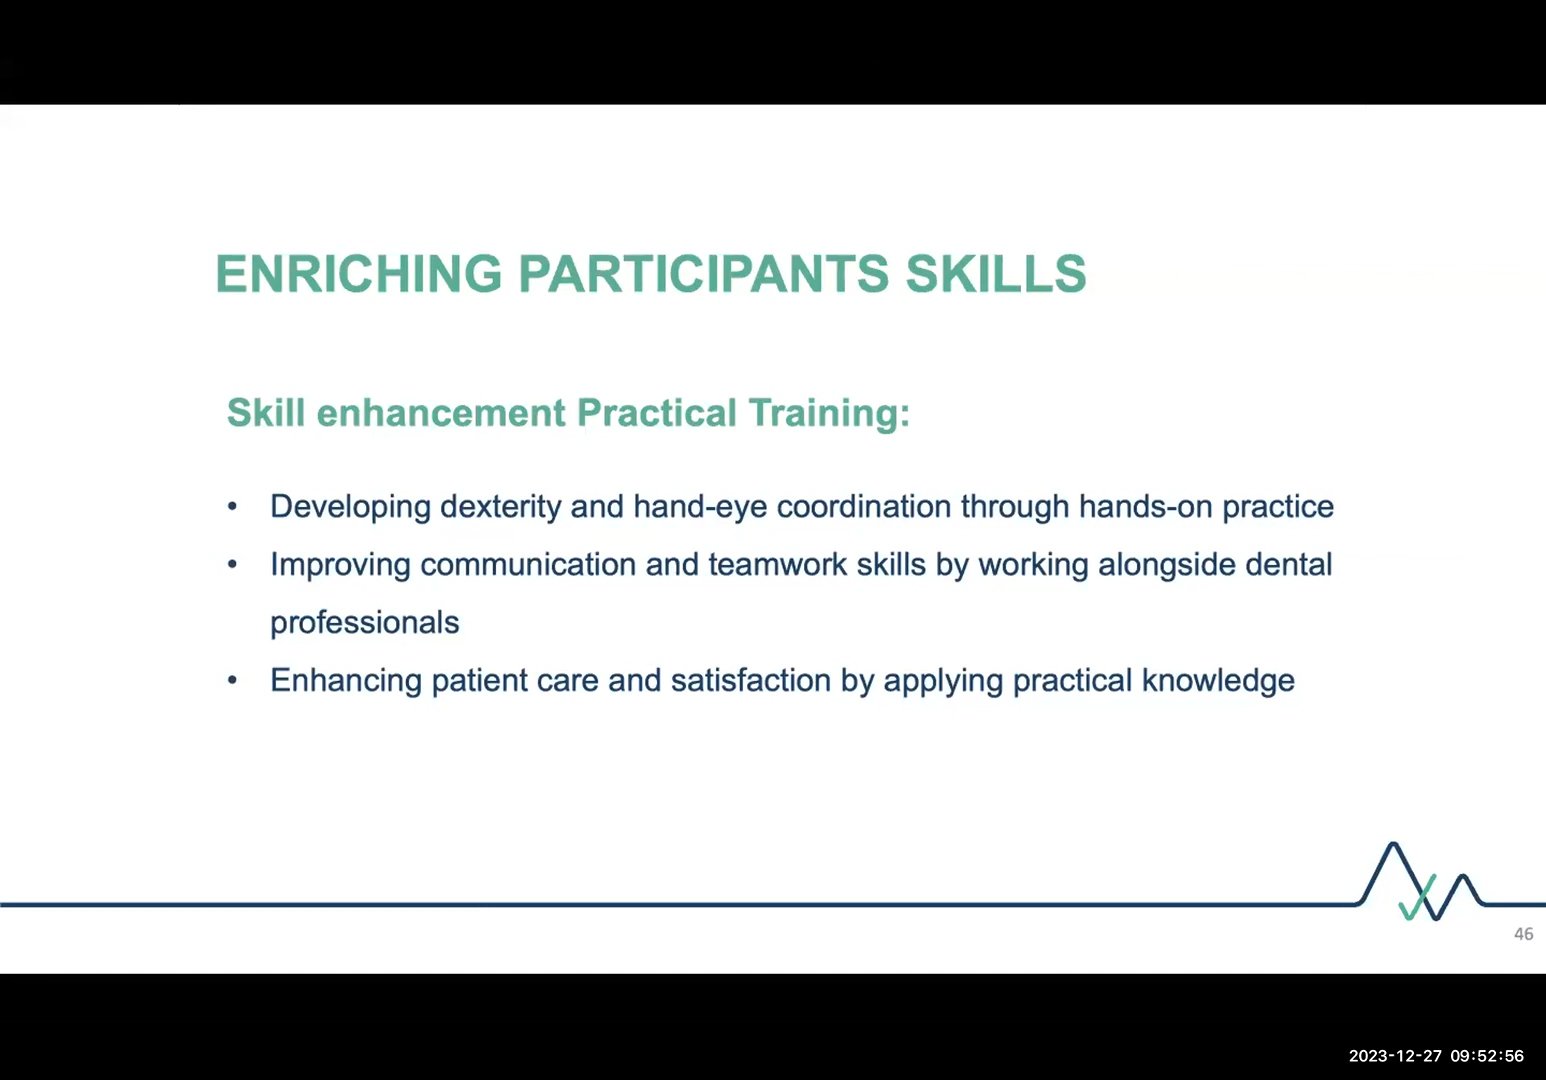 ENRICHING PARTICIPANTS SKILLS
Skill enhancement Practical Training:
• Developing dexterity and hand-eye coordination through hands-on practice
• Improving communication and teamwork skills by working alongside dental
professionals
• Enhancing patient care and satisfaction by applying practical knowledge
46
2023-12-27 09:52:56